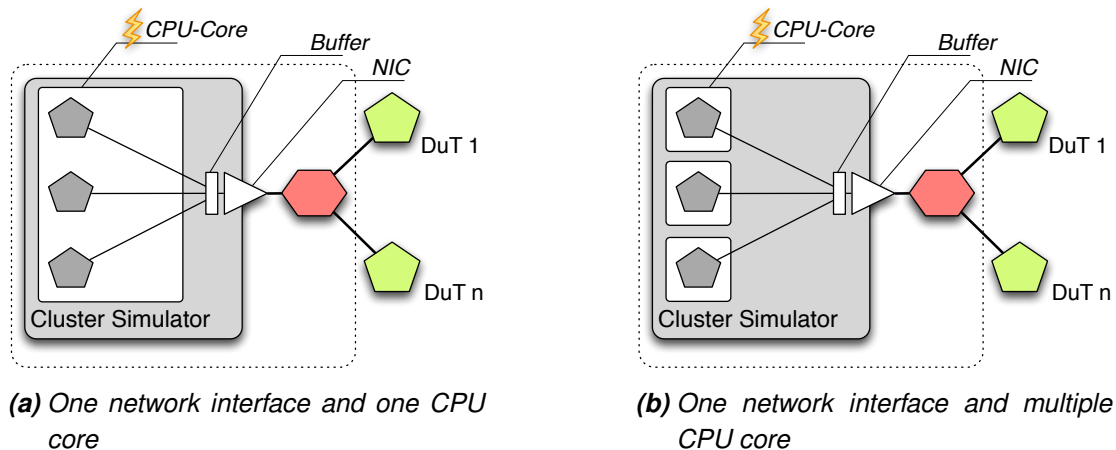 CPU-Core
Buffer
NIC
DuT 1
DuT n
Cluster Simulator
(a) One network interface and one CPU
core
CPU-Core
Buffer
NIC
DuT 1
DuT n
Cluster Simulator
(b) One network interface and multiple
CPU core